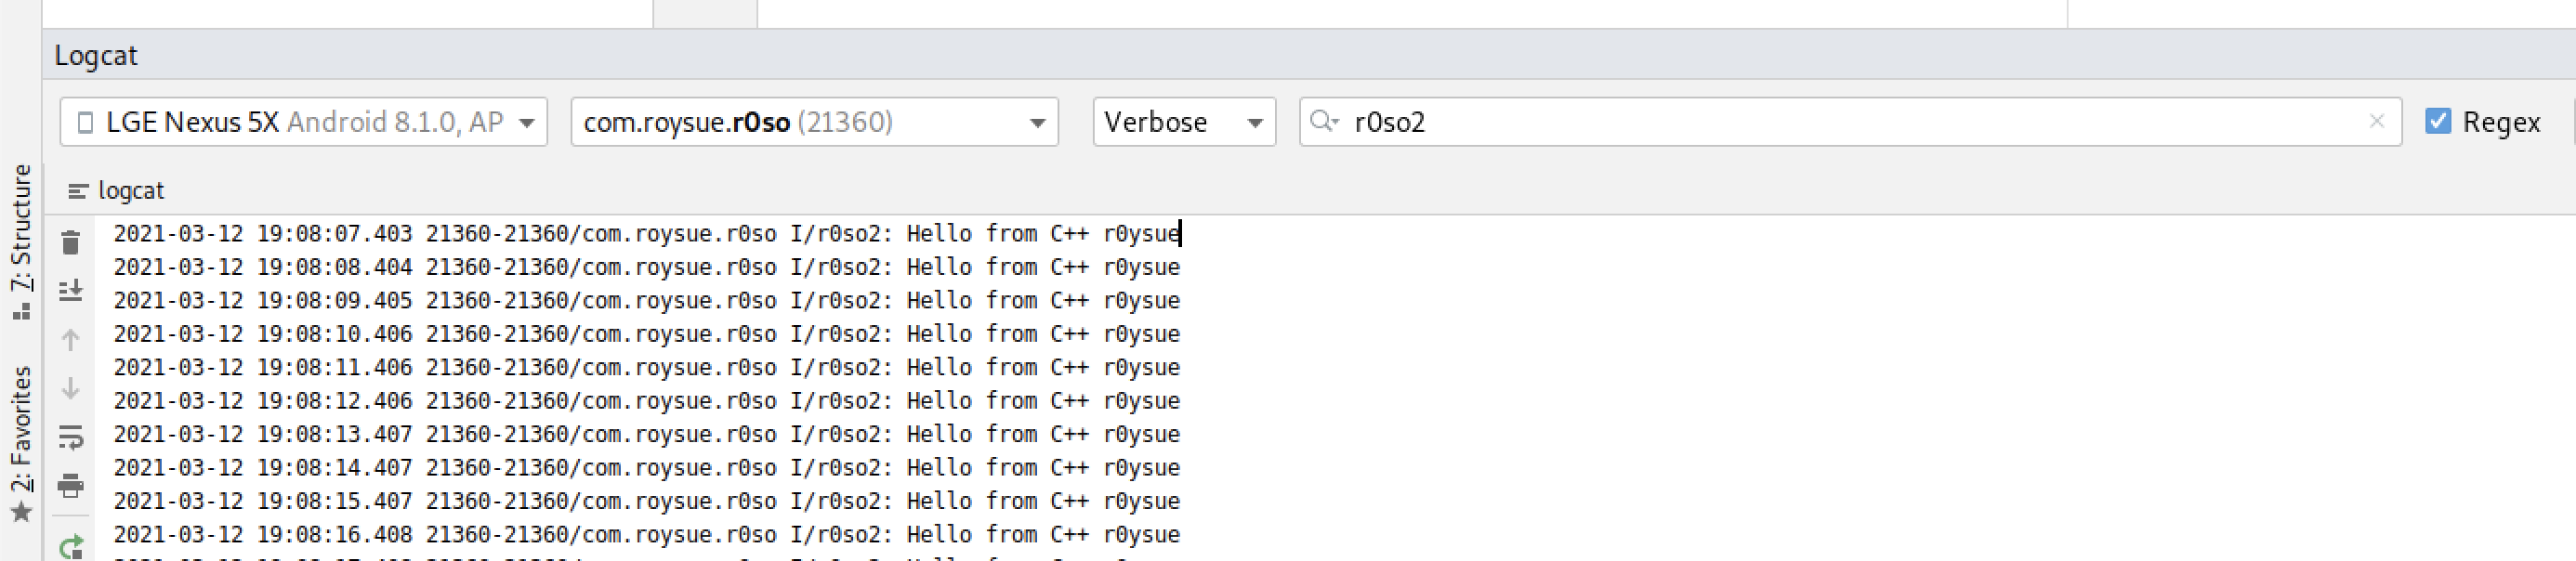 Logcat
LGE Nexus 5X Android 8.1.0, AP
com.roysue.r0so (21360)
Verbose
r0so2
Regex
logcat
7: Structure
2: Favorites
2021-03-12 19:08:07.403 21360-21360/com.roysue.r0so I/r0so2: Hello from C++ r0ysue
2021-03-12 19:08:08.404 21360-21360/com.roysue.r0so I/r0so2: Hello from C++ r0ysue
2021-03-12 19:08:09.405 21360-21360/com.roysue.r0so I/r0so2: Hello from C++ r0ysue
2021-03-12 19:08:10.406 21360-21360/com.roysue.r0so I/r0so2: Hello from C++ r0ysue
2021-03-12 19:08:11.406 21360-21360/com.roysue.r0so I/r0so2: Hello from C++ r0ysue
2021-03-12 19:08:12.406 21360-21360/com.roysue.r0so I/r0so2: Hello from C++ r0ysue
2021-03-12 19:08:13.407 21360-21360/com.roysue.r0so I/r0so2: Hello from C++ r0ysue
2021-03-12 19:08:14.407 21360-21360/com.roysue.r0so I/r0so2: Hello from C++ r0ysue
2021-03-12 19:08:15.407 21360-21360/com.roysue.r0so I/r0so2: Hello from C++ r0ysue
2021-03-12 19:08:16.408 21360-21360/com.roysue.r0so I/r0so2: Hello from C++ r0ysue